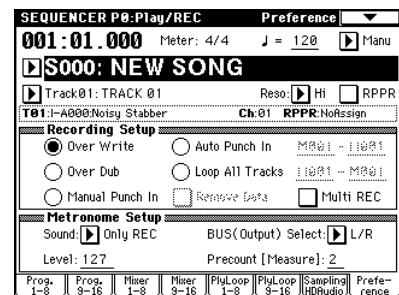 SEQUENCER P0:Play/REC Preference
001:01.000 Meter: 4/4 ♩= 120 Manu
S000: NEW SONG
Track01: TRACK 01 Reso: Hi RPPR
T01:I-A000:Noisy Stabber Ch:01 RPPR:NoAssign
Recording Setup
Over Write Auto Punch In M001 - M001
Over Dub Loop All Tracks M001 - M001
Manual Punch In Remove Data Multi REC
Metronome Setup
Sound: Only REC BUS(Output) Select: L/R
Level: 127 Precount [Measure]: 2
Prog. 1-8 Prog. 9-16 Mixer 1-8 Mixer 9-16 PlyLoop 1-8 PlyLoop 9-16 Sampling HDAudio Prefe-rence